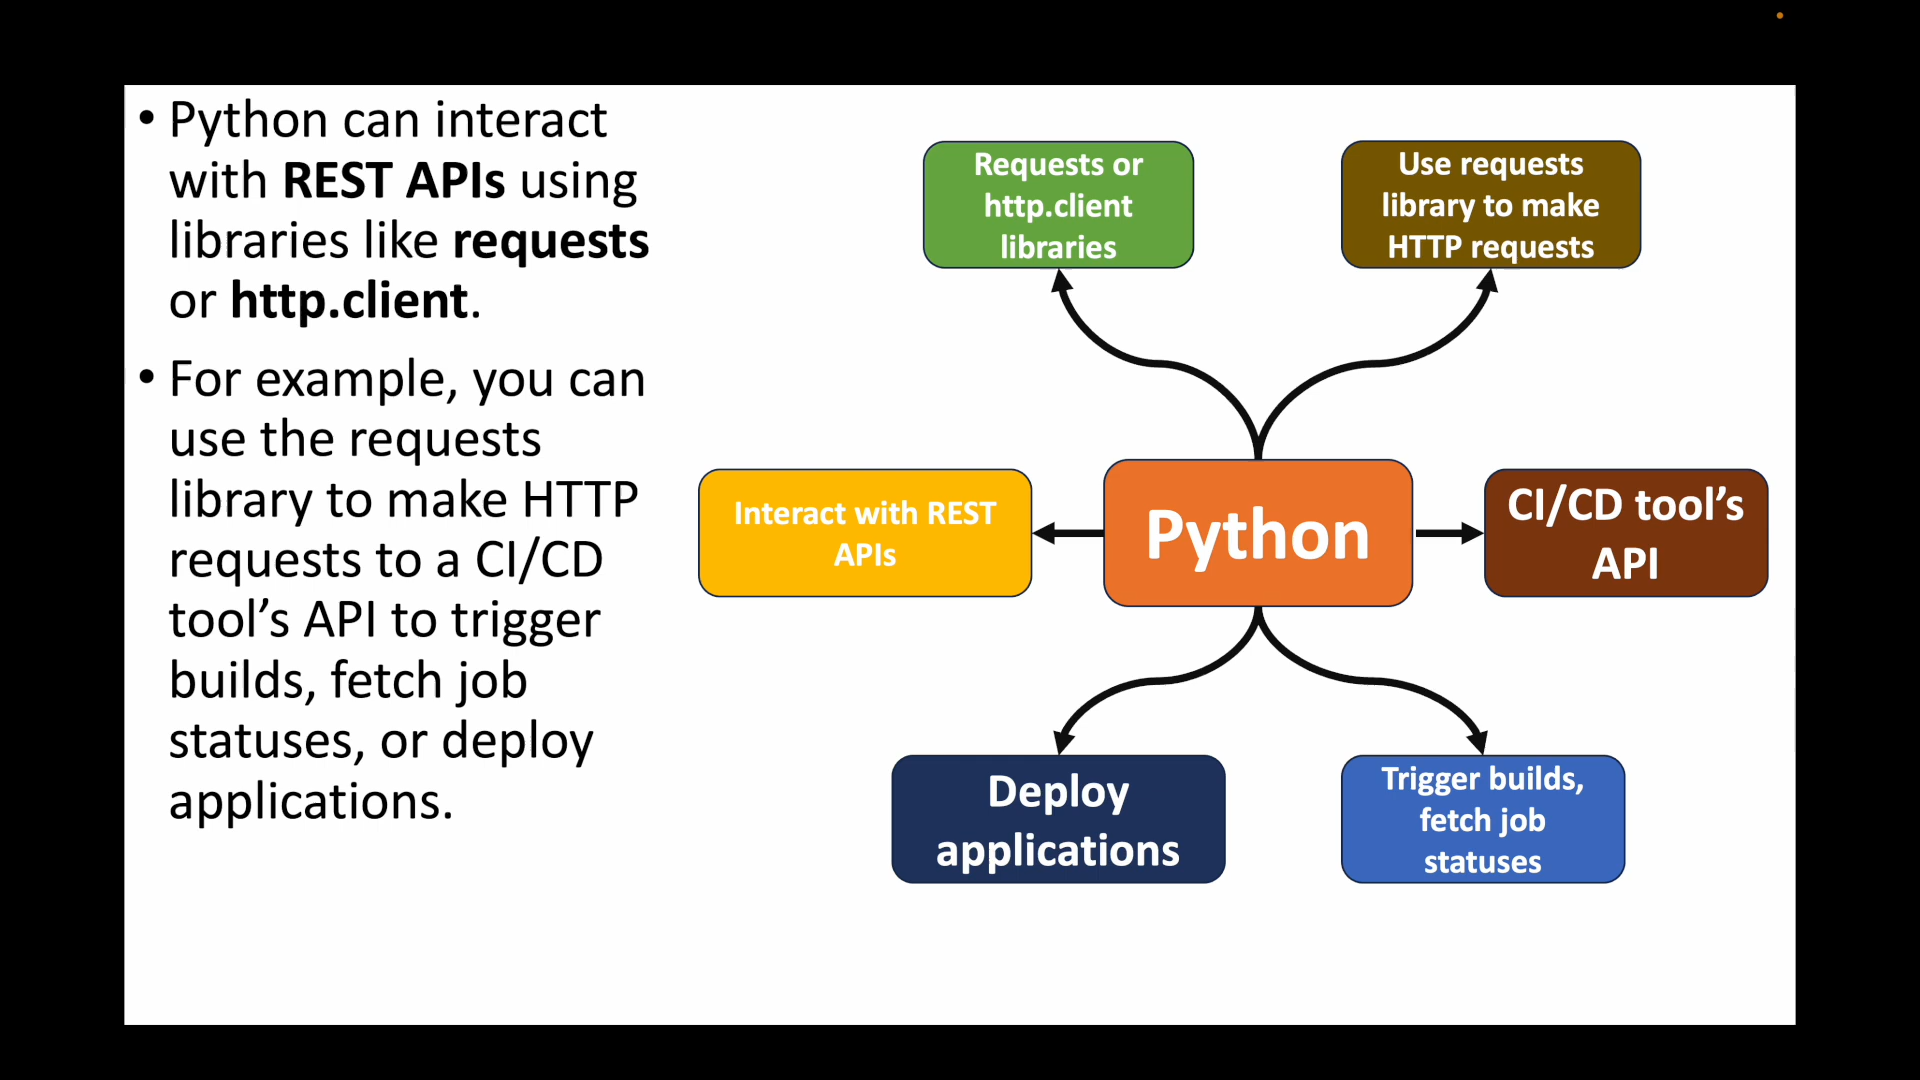 • Python can interact
with REST APIs using
libraries like requests
or http.client.
• For example, you can
use the requests
library to make HTTP
requests to a CI/CD
tool’s API to trigger
builds, fetch job
statuses, or deploy
applications.
Requests or
http.client
libraries
Use requests
library to make
HTTP requests
Interact with REST
APIs
Python
CI/CD tool’s
API
Deploy
applications
Trigger builds,
fetch job
statuses